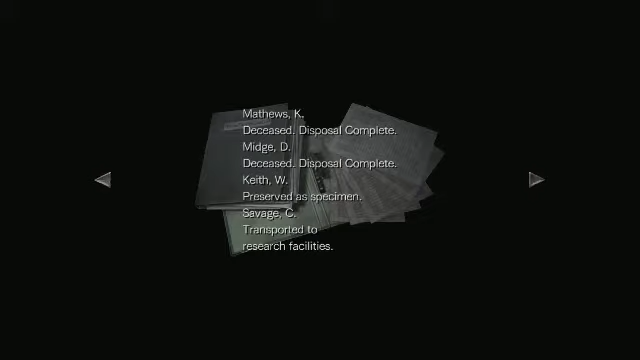 Mathews, K.
Deceased. Disposal Complete.
Midge, D.
Deceased. Disposal Complete.
Keith, W.
Preserved as specimen.
Savage, C.
Transported to
research facilities.